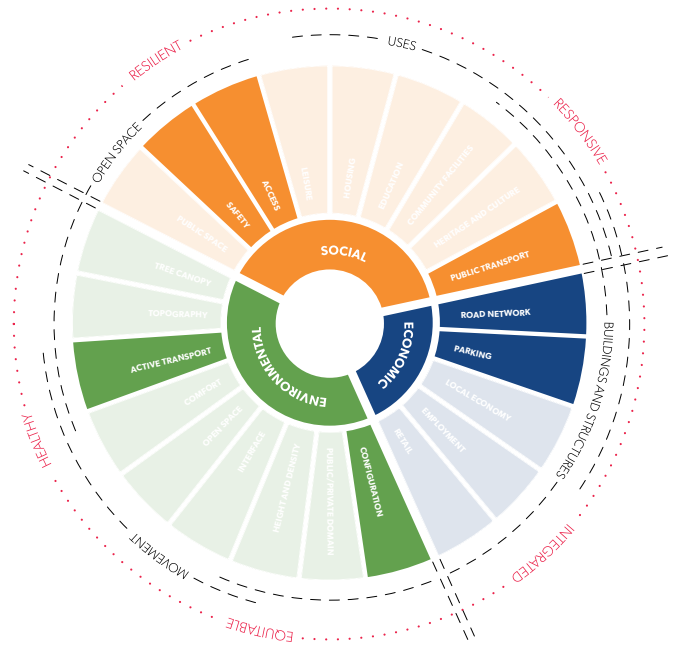 RESILIENT
USES
RESPONSIVE
OPEN SPACE
PUBLIC SPACE
SAFETY
ACCESS
LEISURE
HOUSING
EDUCATION
COMMUNITY FACILITIES
HERITAGE AND CULTURE
PUBLIC TRANSPORT
SOCIAL
ROAD NETWORK
PARKING
LOCAL ECONOMY
EMPLOYMENT
RETAIL
ECONOMIC
BUILDINGS AND STRUCTURES
INTEGRATED
CONFIGURATION
PUBLIC/PRIVATE DOMAIN
HEIGHT AND DENSITY
INTERFACE
OPEN SPACE
COMFORT
ACTIVE TRANSPORT
TOPOGRAPHY
TREE CANOPY
ENVIRONMENTAL
MOVEMENT
EQUITABLE
HEALTHY